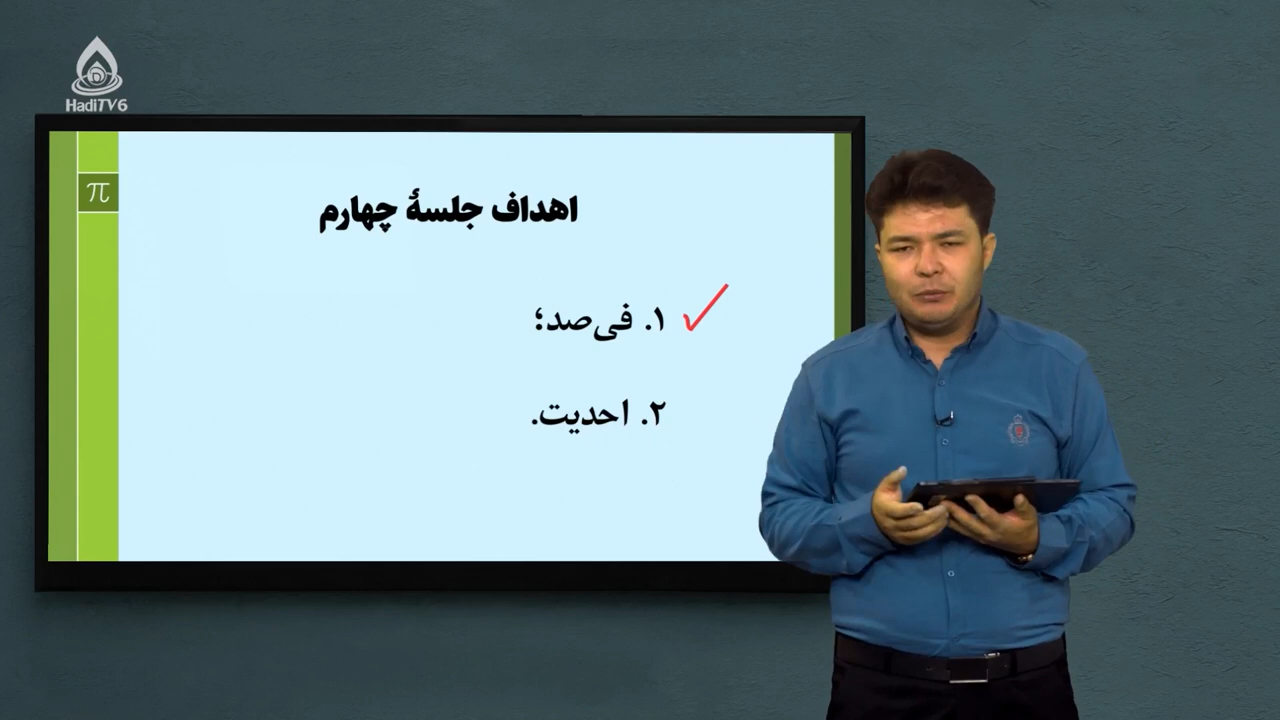 HadiTV6
π
اهداف جلسهٔ چهارم
۱. فی‌صد؛
۲. احدیت.